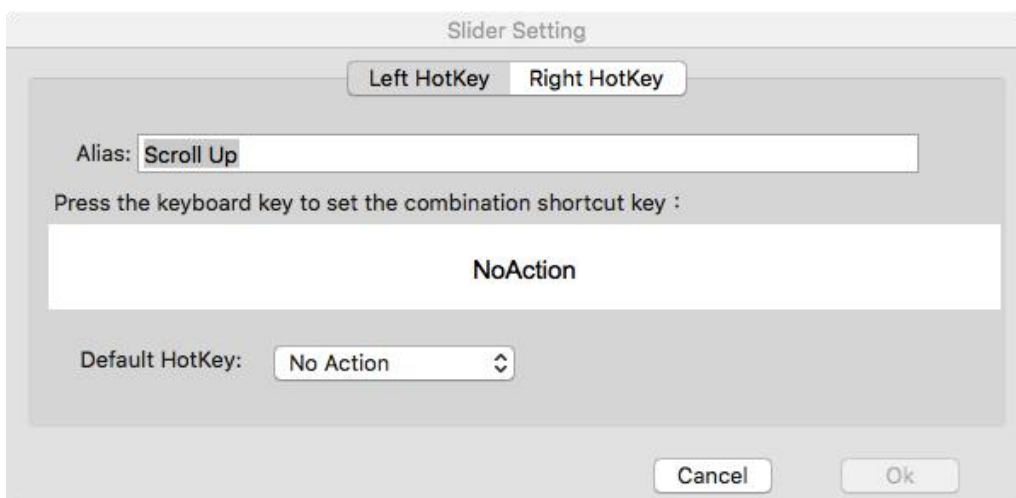 Slider Setting
Left HotKey Right HotKey
Alias: Scroll Up
Press the keyboard key to set the combination shortcut key：
NoAction
Default HotKey: No Action
Cancel Ok